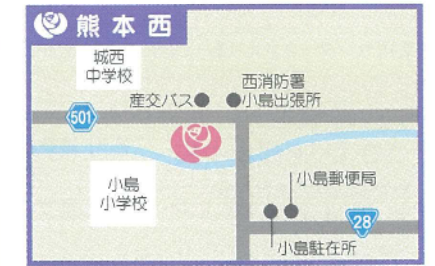 熊本西
城西
中学校
西消防署
産交バス
小島出張所
501
小島
小学校
小島郵便局
28
小島駐在所